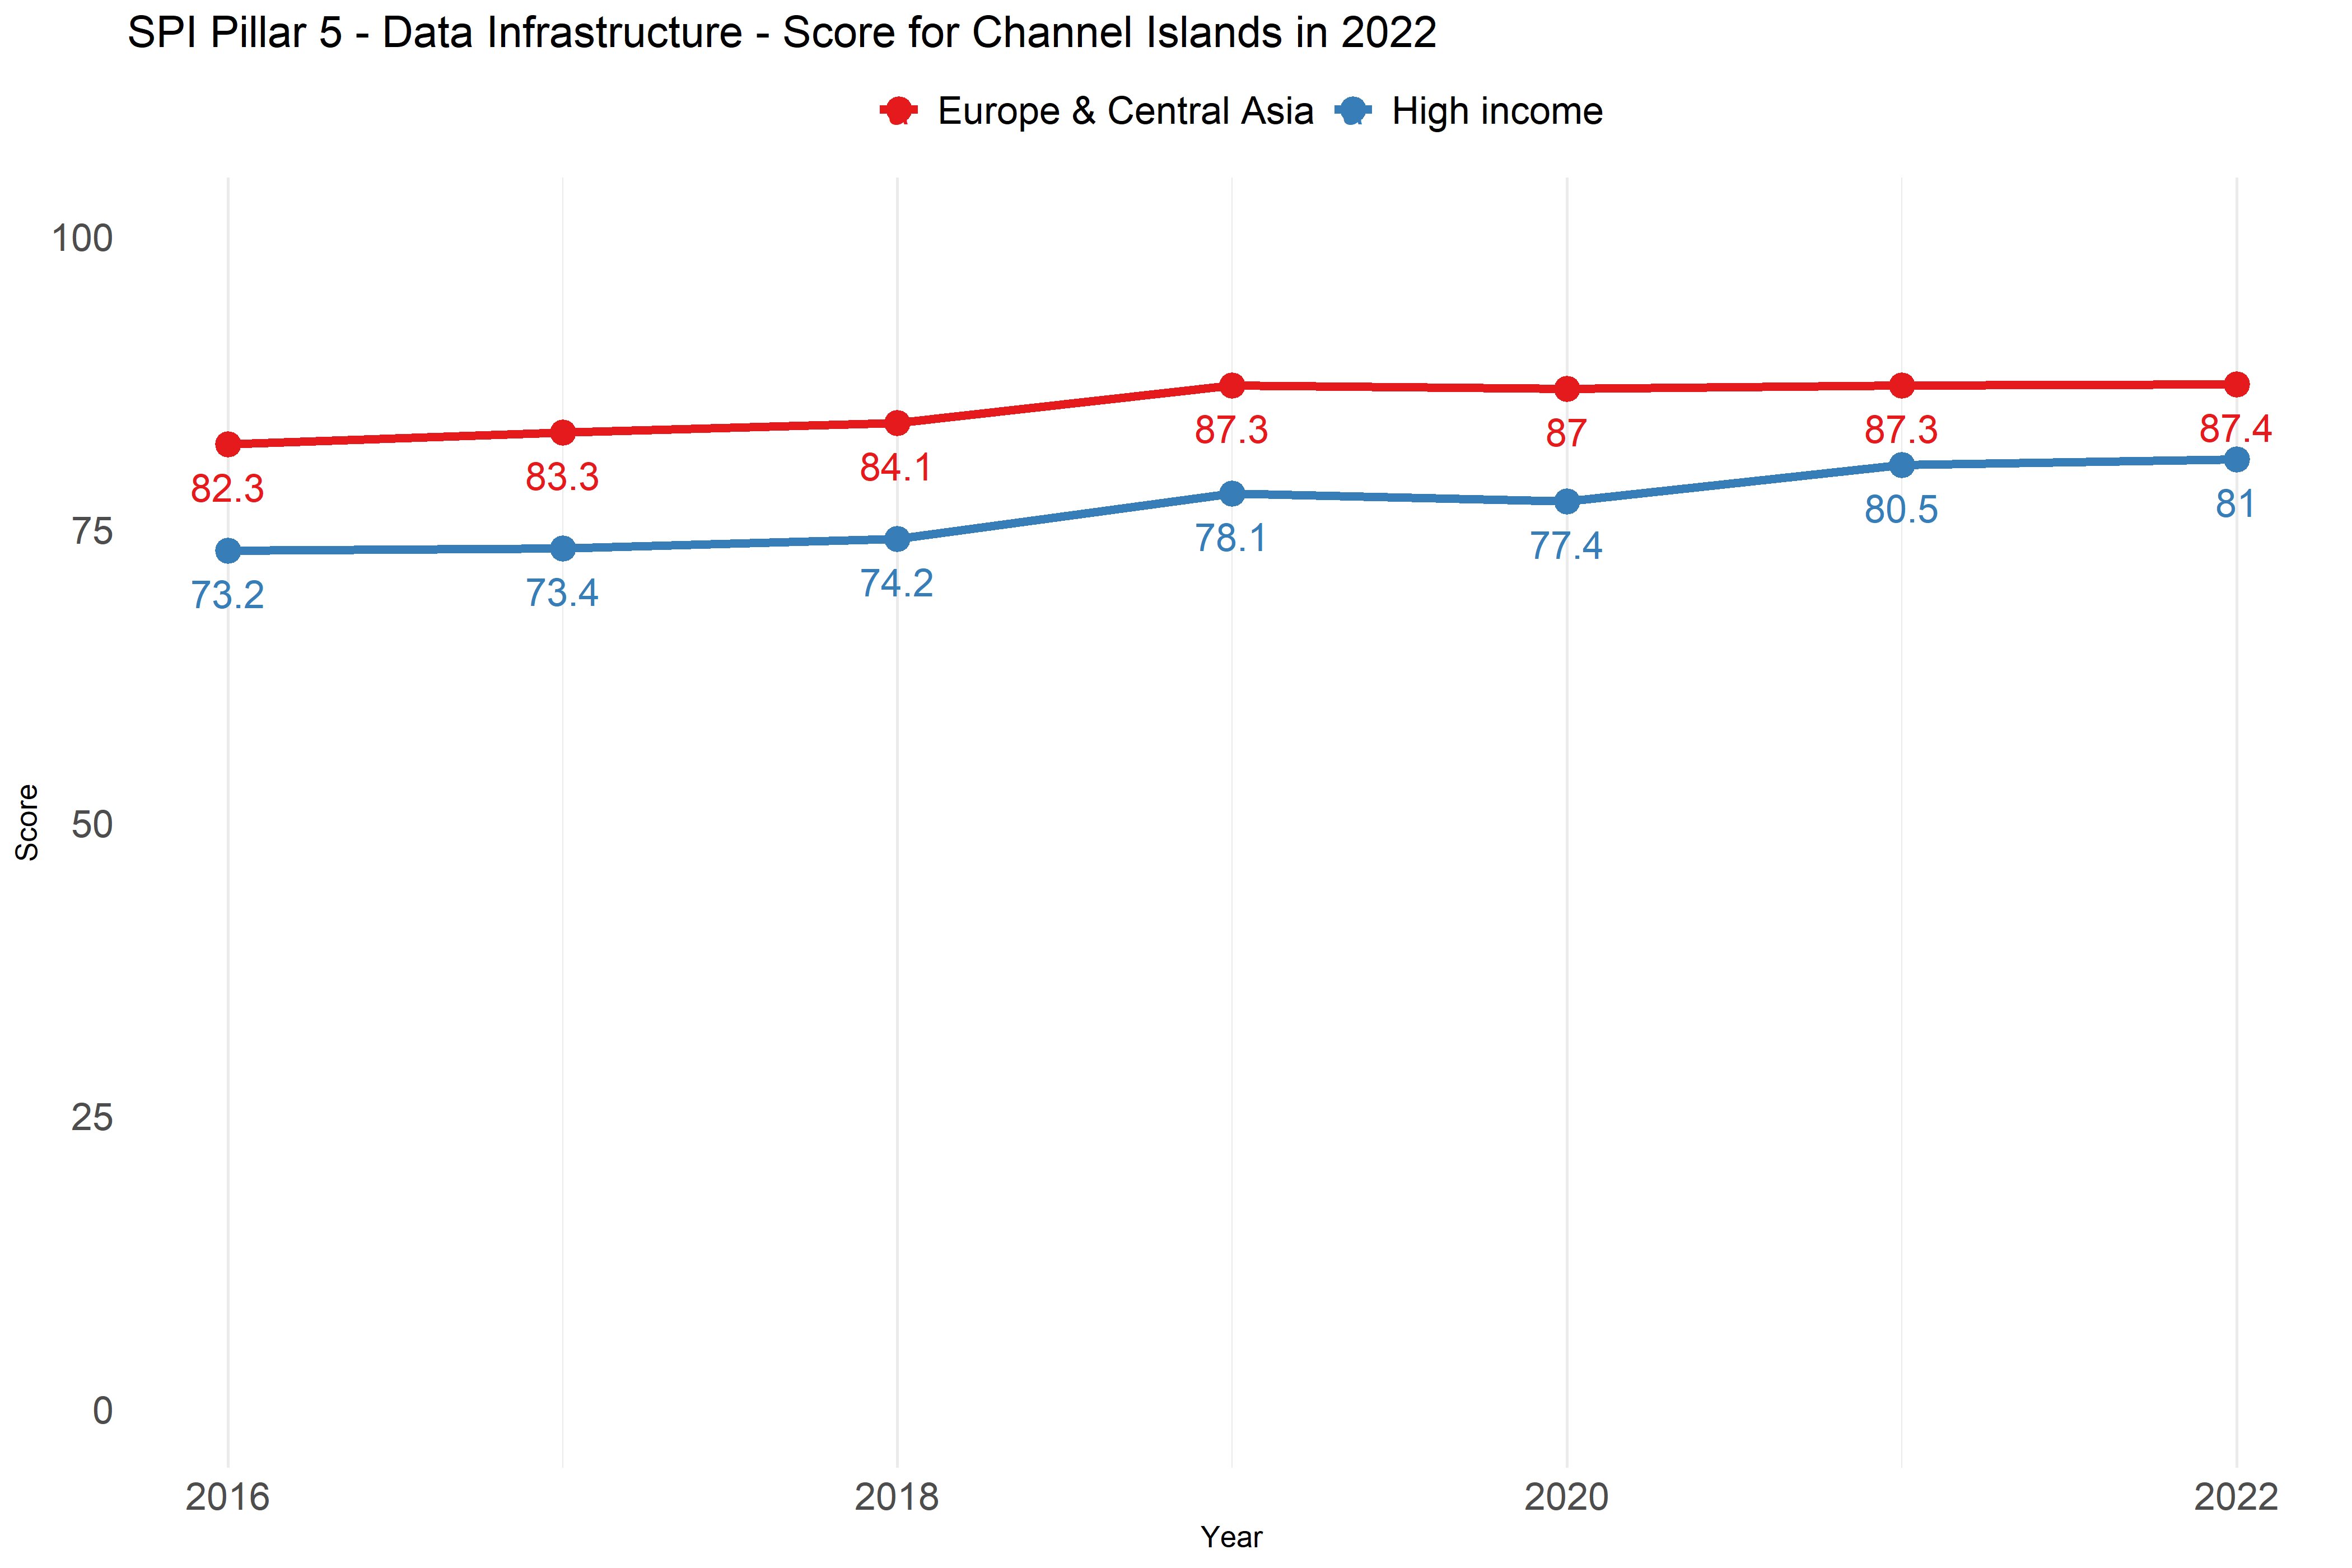 SPI Pillar 5 - Data Infrastructure - Score for Channel Islands in 2022
Europe & Central Asia High income
100
75
50
25
0
Score
82.3 83.3 84.1 87.3 87 87.3 87.4
73.2 73.4 74.2 78.1 77.4 80.5 81
2016 2018 2020 2022
Year